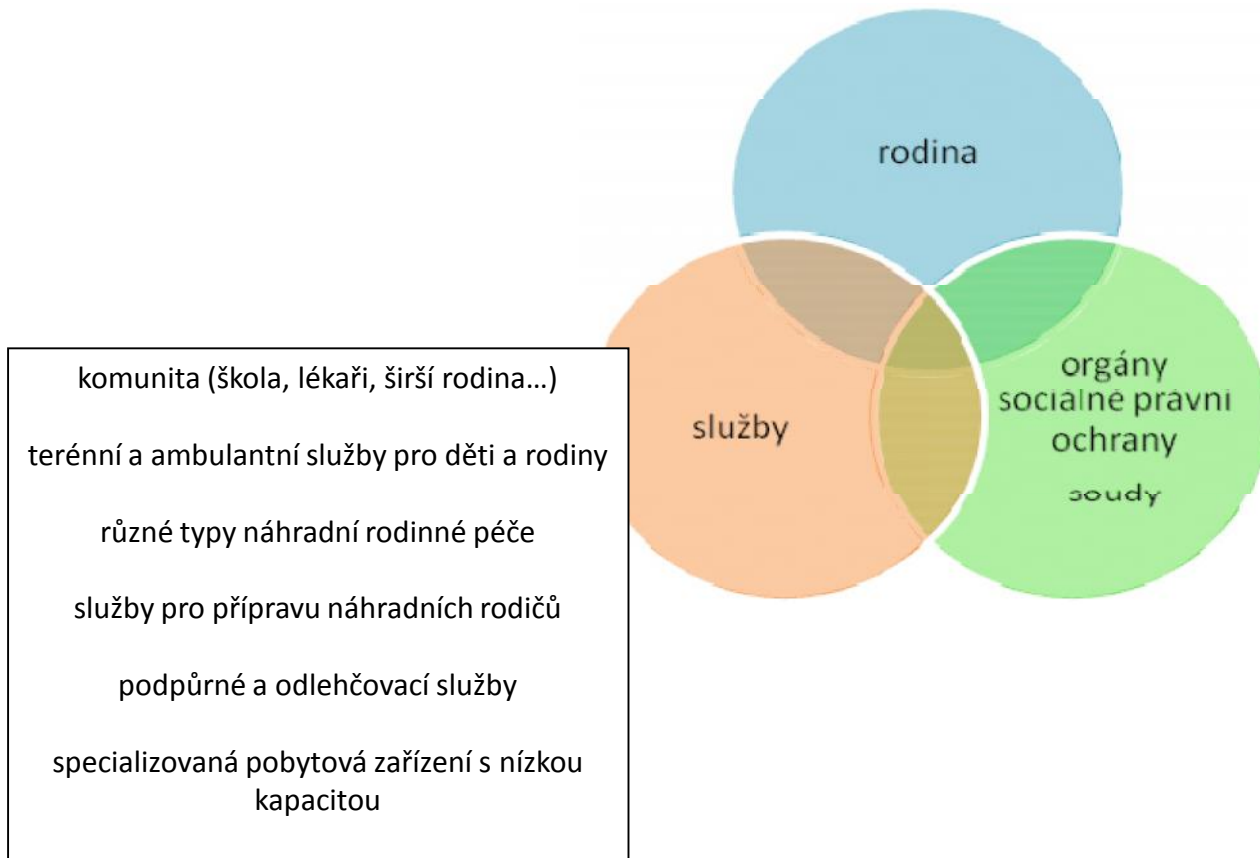 rodina
služby
orgány
sociálně právní
ochrany
soudy
komunita (škola, lékaři, širší rodina…)
terénní a ambulantní služby pro děti a rodiny
různé typy náhradní rodinné péče
služby pro přípravu náhradních rodičů
podpůrné a odlehčovací služby
specializovaná pobytová zařízení s nízkou
kapacitou